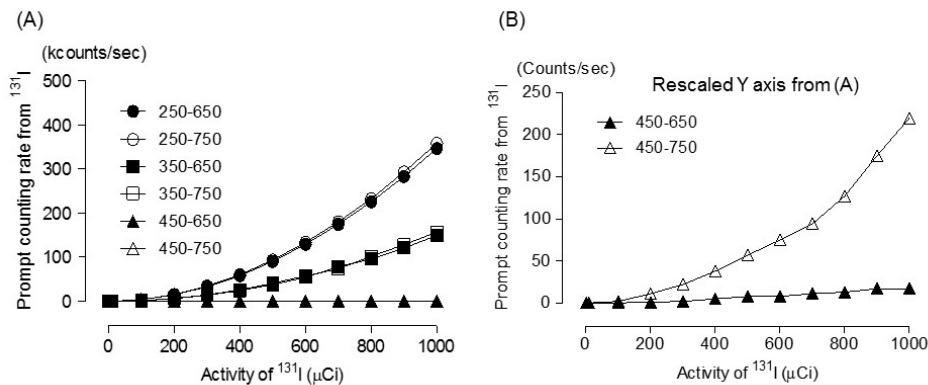 (A)
(kcounts/sec)
Prompt counting rate from ¹³¹I
500
400
300
200
100
0
250-650
250-750
350-650
350-750
450-650
450-750
0 200 400 600 800 1000
Activity of ¹³¹I (μCi)
(B)
(Counts/sec)
Rescaled Y axis from (A)
Prompt counting rate from ¹³¹I
250
200
150
100
50
0
450-650
450-750
0 200 400 600 800 1000
Activity of ¹³¹I (μCi)